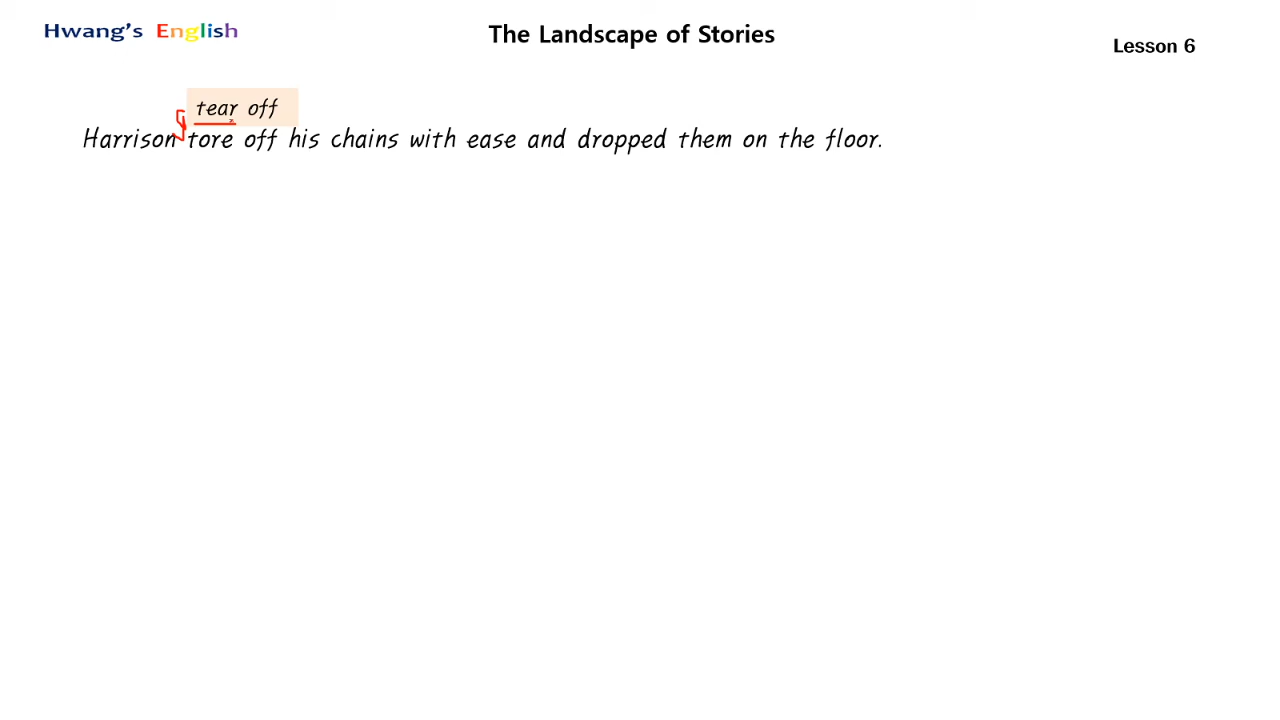 Hwang's English
The Landscape of Stories
Lesson 6
tear off
Harrison tore off his chains with ease and dropped them on the floor.